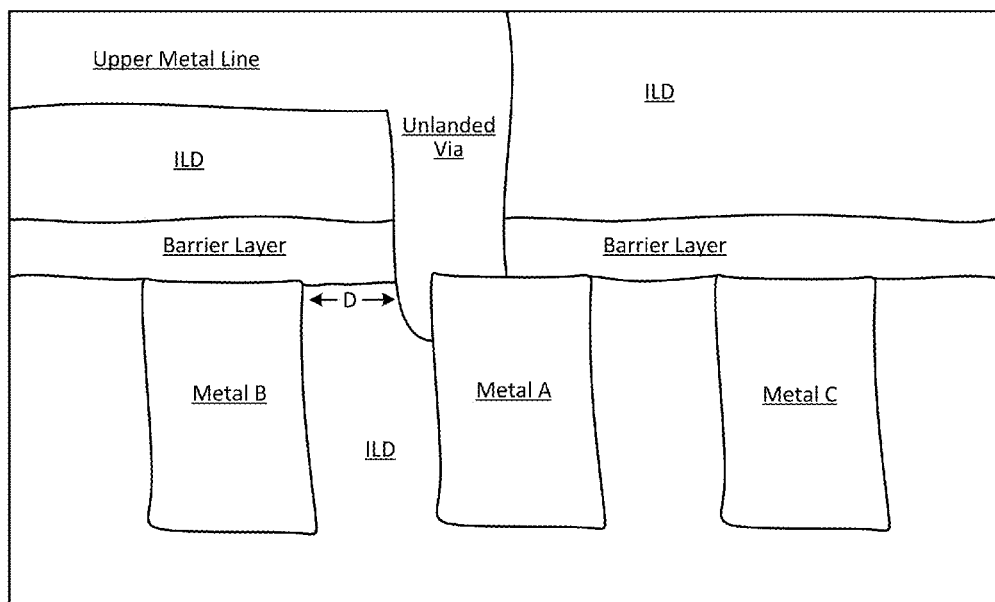 Upper Metal Line
ILD
Unlanded
Via
ILD
Barrier Layer
Barrier Layer
D
Metal B
Metal A
Metal C
ILD